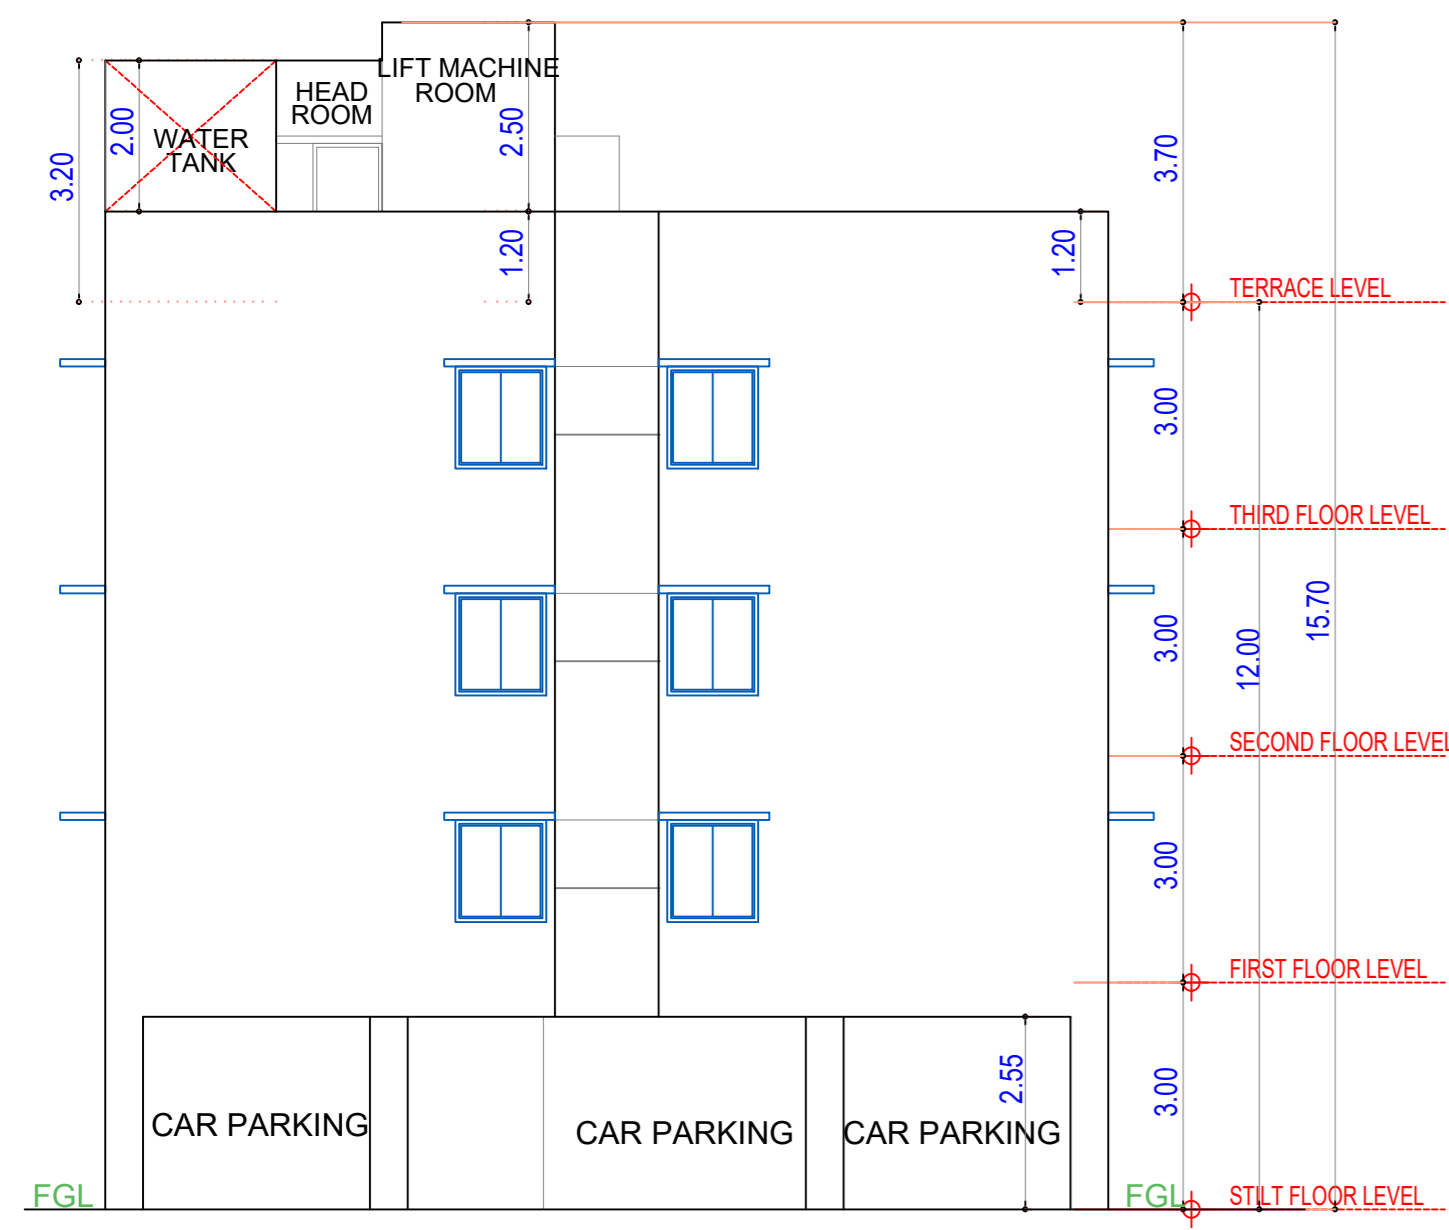 LIFT MACHINE
ROOM
HEAD
ROOM
WATER
TANK
2.00
3.20
2.50
3.70
1.20
1.20
TERRACE LEVEL
3.00
THIRD FLOOR LEVEL
3.00
12.00
15.70
SECOND FLOOR LEVEL
3.00
FIRST FLOOR LEVEL
2.55
3.00
CAR PARKING
CAR PARKING
CAR PARKING
FGL
FGL
STILT FLOOR LEVEL